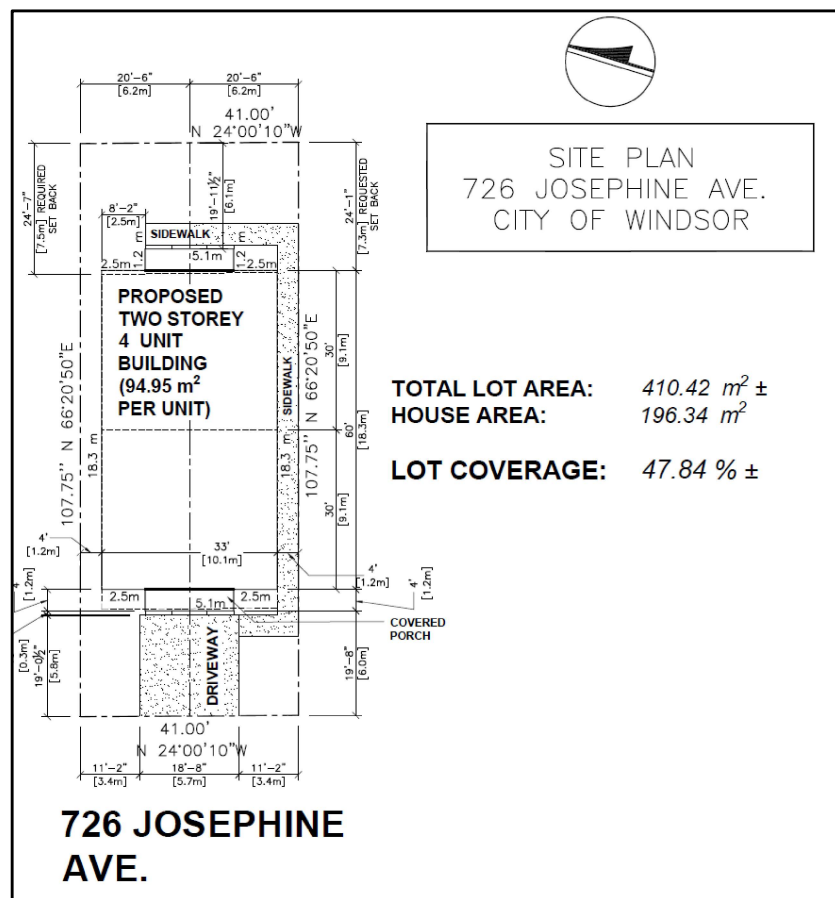 20'-6"
[6.2m]
20'-6"
[6.2m]
41.00'
N 24°00'10"W
SITE PLAN
726 JOSEPHINE AVE.
CITY OF WINDSOR
24'-7"
[7.5m] REQUIRED
SET BACK
8'-2"
[2.5m]
19'-11½"
[6.1m]
24'-1"
[7.3m] REQUESTED
SET BACK
SIDEWALK
1.2 m
5.1m
1.2 m
2.5m
2.5m
PROPOSED
TWO STOREY
4 UNIT
BUILDING
(94.95 m²
PER UNIT)
107.75" N 66°20'50"E
18.3 m
SIDEWALK
18.3 m
107.75" N 66°20'50"E
30'
[9.1m]
60'
[18.3m]
30'
[9.1m]
TOTAL LOT AREA: 410.42 m² ±
HOUSE AREA: 196.34 m²
LOT COVERAGE: 47.84 % ±
4'
[1.2m]
33'
[10.1m]
4'
[1.2m]
4'
[1.2m]
2.5m
5.1m
2.5m
4'
[1.2m]
COVERED
PORCH
[0.3m]
19'-0½"
[5.8m]
DRIVEWAY
19'-8"
[6.0m]
41.00'
N 24°00'10"W
11'-2"
[3.4m]
18'-8"
[5.7m]
11'-2"
[3.4m]
726 JOSEPHINE
AVE.